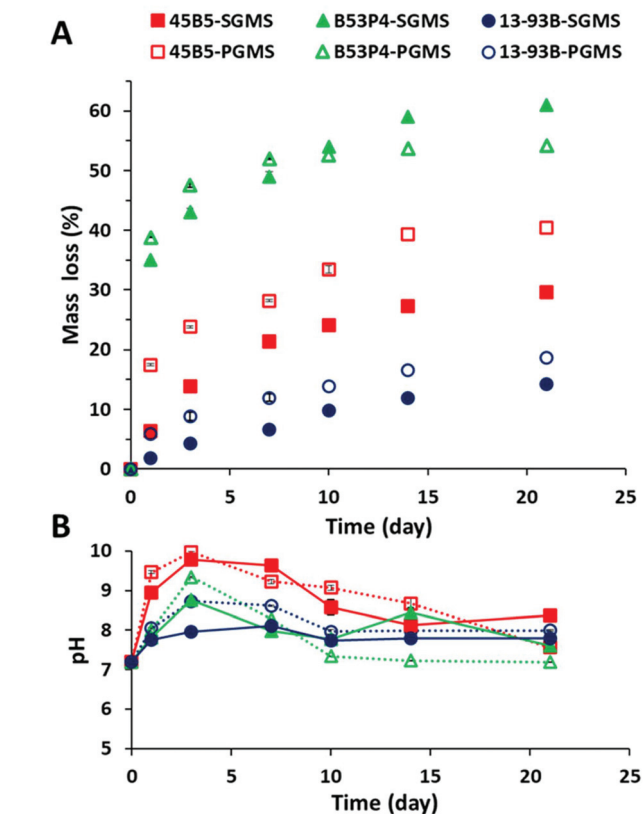 A
45B5-SGMS B53P4-SGMS 13-93B-SGMS
45B5-PGMS B53P4-PGMS 13-93B-PGMS
60
50
40
30
20
10
0
Mass loss (%)
0 5 10 15 20 25
Time (day)
B
10
9
8
7
6
5
pH
0 5 10 15 20 25
Time (day)